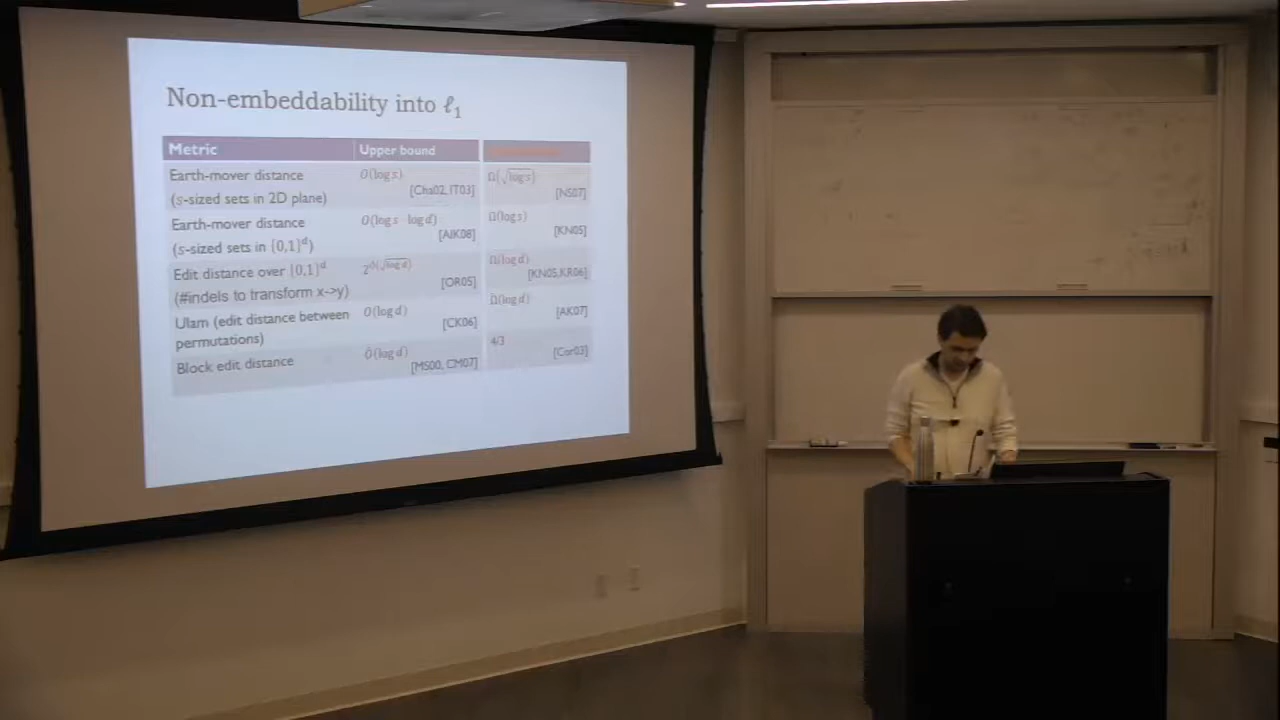 Non-embeddability into ℓ₁
Metric Upper bound
Earth-mover distance O(log s) Ω(√log s)
(s-sized sets in 2D plane) [Cha02, IT03] [NS07]
Earth-mover distance O(log s log d) Ω(log s)
(s-sized sets in {0,1}ᵈ) [AIK08] [KN05]
Edit distance over {0,1}ᵈ Ω(log d)
(#indels to transform x->y) [OR05] [KN05,KR06]
Ulam (edit distance between O(log d) Ω(log d)
permutations) [CK06] [AK07]
Block edit distance Õ(log d) 4/3
[MS00, CM07] [Cor03]